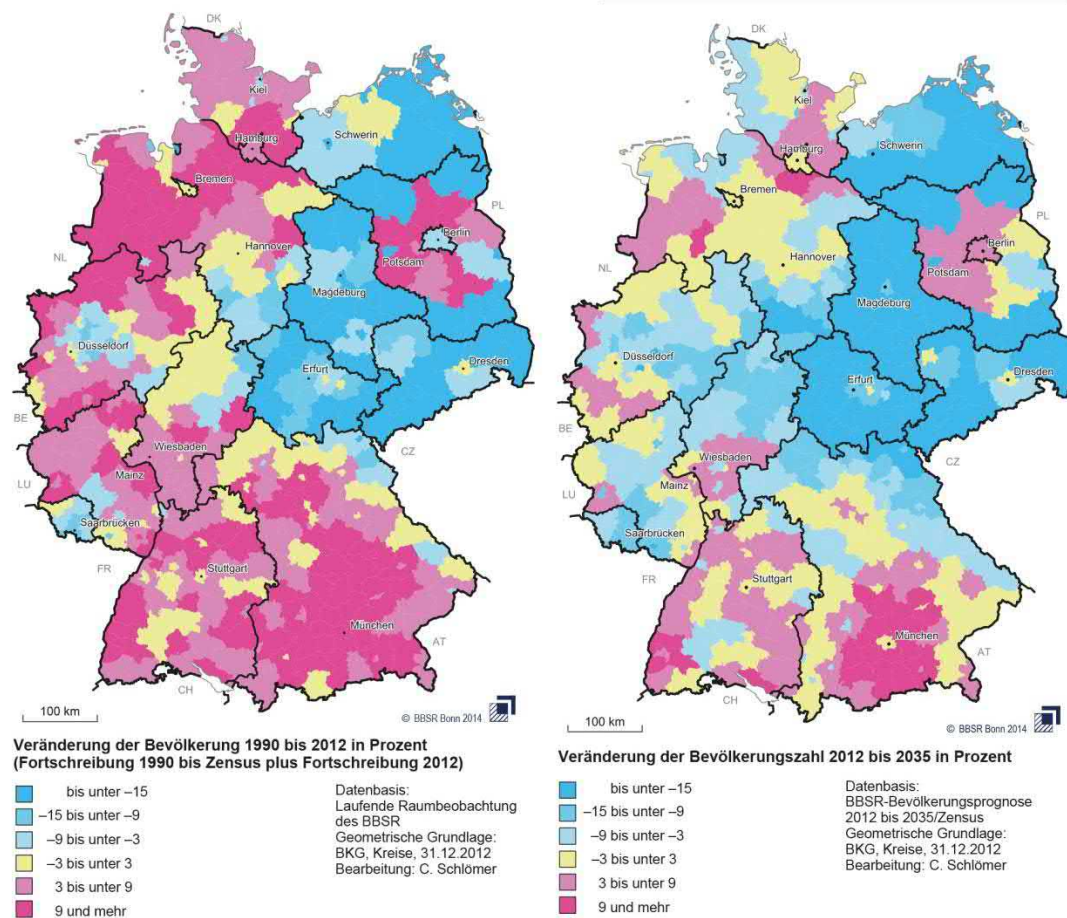 DK
Kiel
Hamburg
Schwerin
Bremen
PL
Berlin
Hannover
Potsdam
NL
Magdeburg
Düsseldorf
Erfurt
Dresden
BE
Wiesbaden
CZ
Mainz
LU
Saarbrücken
FR
Stuttgart
München
AT
CH
100 km
© BBSR Bonn 2014
Veränderung der Bevölkerung 1990 bis 2012 in Prozent
(Fortschreibung 1990 bis Zensus plus Fortschreibung 2012)
bis unter –15
–15 bis unter –9
–9 bis unter –3
–3 bis unter 3
3 bis unter 9
9 und mehr
Datenbasis:
Laufende Raumbeobachtung
des BBSR
Geometrische Grundlage:
BKG, Kreise, 31.12.2012
Bearbeitung: C. Schlömer
DK
Kiel
Schwerin
Hamburg
Bremen
PL
Berlin
Hannover
Potsdam
NL
Magdeburg
Düsseldorf
Erfurt
Dresden
BE
Wiesbaden
CZ
Mainz
LU
Saarbrücken
FR
Stuttgart
München
AT
CH
100 km
© BBSR Bonn 2014
Veränderung der Bevölkerungszahl 2012 bis 2035 in Prozent
bis unter –15
–15 bis unter –9
–9 bis unter –3
–3 bis unter 3
3 bis unter 9
9 und mehr
Datenbasis:
BBSR-Bevölkerungsprognose
2012 bis 2035/Zensus
Geometrische Grundlage:
BKG, Kreise, 31.12.2012
Bearbeitung: C. Schlömer